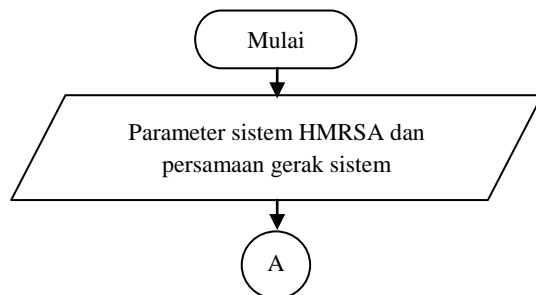 Mulai
Parameter sistem HMRSA dan
persamaan gerak sistem
A